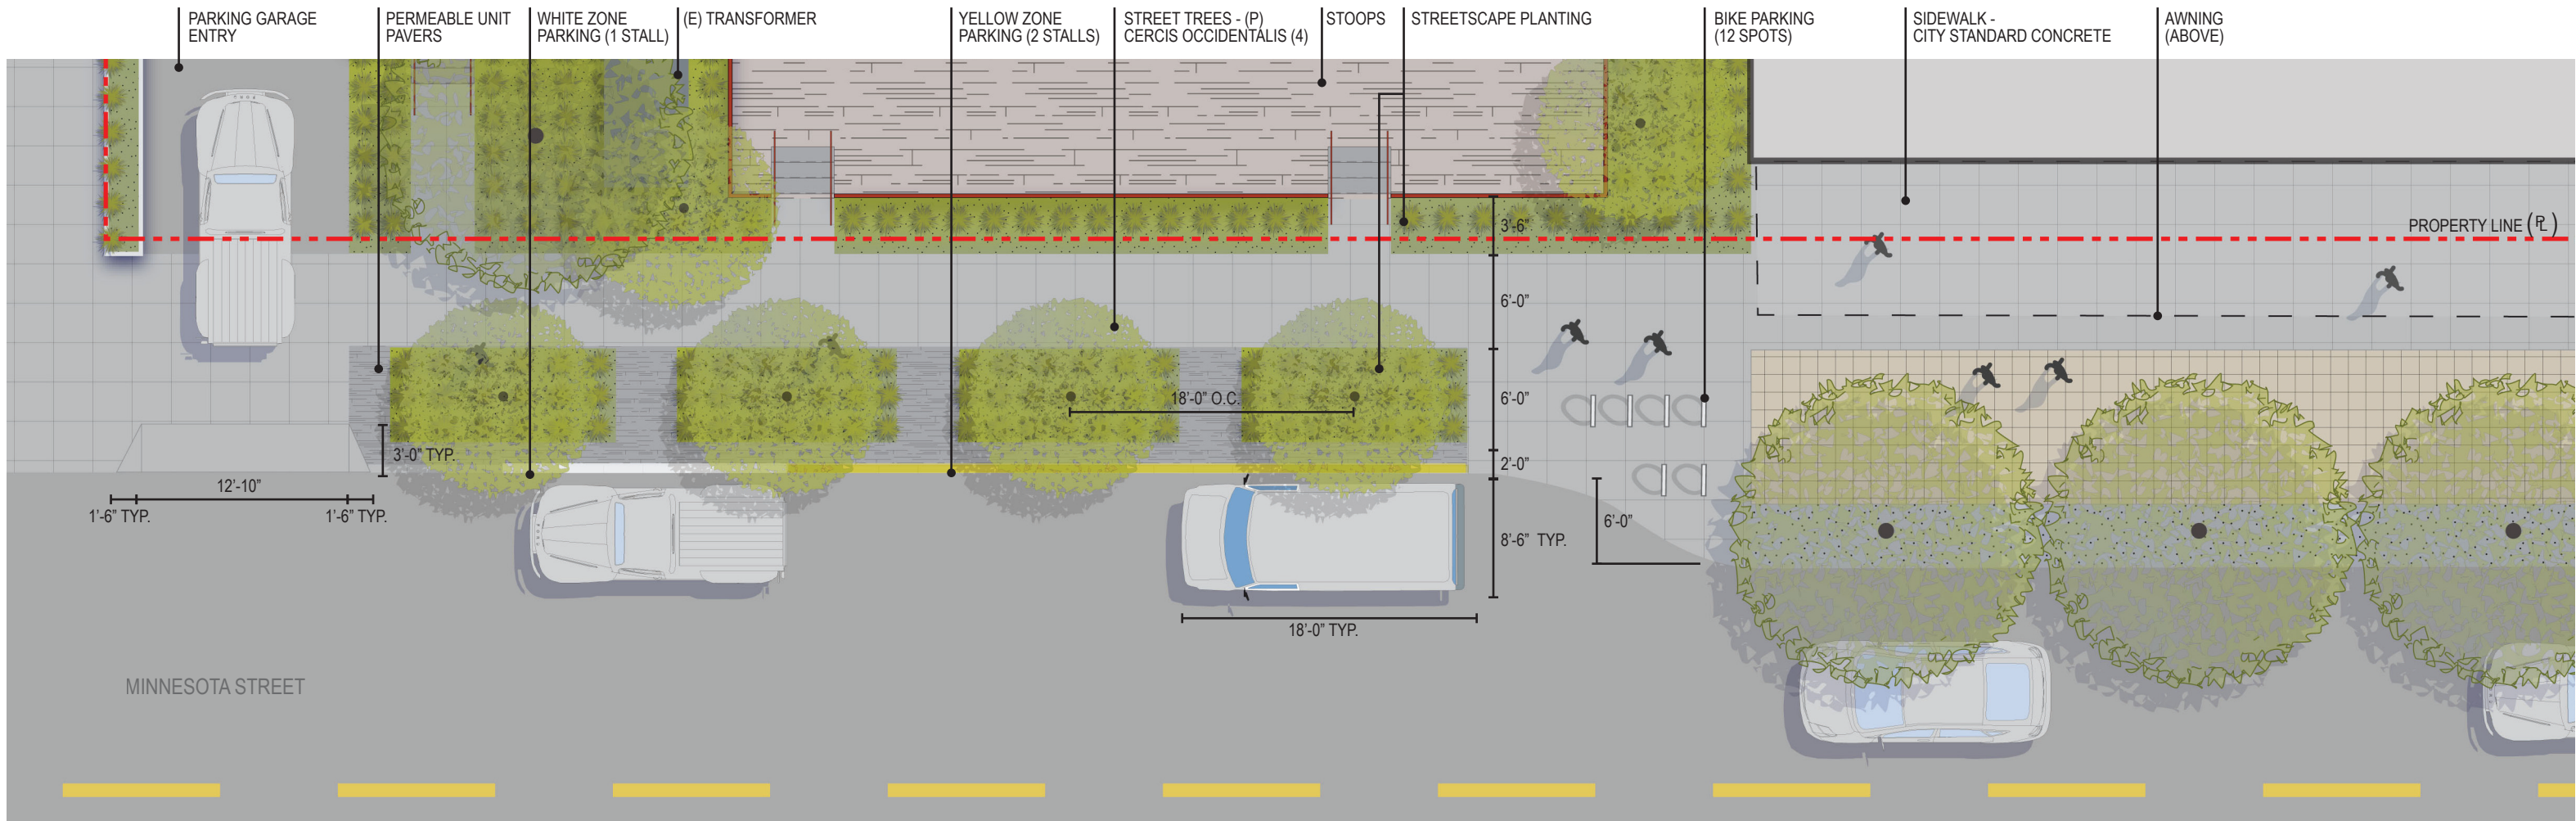 PARKING GARAGE
ENTRY
PERMEABLE UNIT
PAVERS
WHITE ZONE
PARKING (1 STALL)
(E) TRANSFORMER
YELLOW ZONE
PARKING (2 STALLS)
STREET TREES - (P)
CERCIS OCCIDENTALIS (4)
STOOPS
STREETSCAPE PLANTING
BIKE PARKING
(12 SPOTS)
SIDEWALK -
CITY STANDARD CONCRETE
AWNING
(ABOVE)
3'-6"
PROPERTY LINE (PL)
6'-0"
18'-0" O.C.
6'-0"
3'-0" TYP.
2'-0"
12'-10"
1'-6" TYP.
1'-6" TYP.
6'-0"
8'-6" TYP.
18'-0" TYP.
MINNESOTA STREET